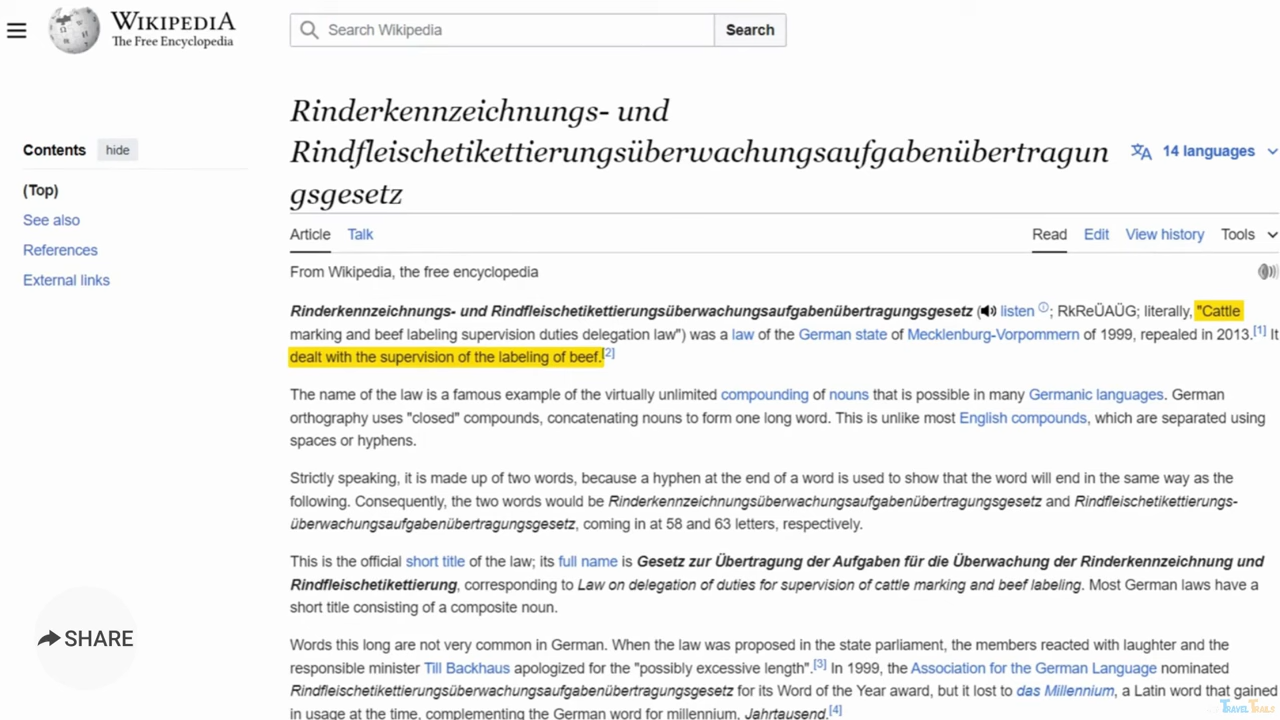 WIKIPEDIA
The Free Encyclopedia
Search Wikipedia
Search
Rinderkennzeichnungs- und
Rindfleischetikettierungsüberwachungsaufgabenübertragun
gsgesetz
14 languages
Contents
hide
(Top)
See also
References
External links
Article
Talk
Read
Edit
View history
Tools
From Wikipedia, the free encyclopedia
Rinderkennzeichnungs- und Rindfleischetikettierungsüberwachungsaufgabenübertragungsgesetz (listen ⓘ; RkReÜAÜG; literally, "Cattle
marking and beef labeling supervision duties delegation law") was a law of the German state of Mecklenburg-Vorpommern of 1999, repealed in 2013.[1] It
dealt with the supervision of the labeling of beef.[2]
The name of the law is a famous example of the virtually unlimited compounding of nouns that is possible in many Germanic languages. German
orthography uses "closed" compounds, concatenating nouns to form one long word. This is unlike most English compounds, which are separated using
spaces or hyphens.
Strictly speaking, it is made up of two words, because a hyphen at the end of a word is used to show that the word will end in the same way as the
following. Consequently, the two words would be Rinderkennzeichnungsüberwachungsaufgabenübertragungsgesetz and Rindfleischetikettierungs-
überwachungsaufgabenübertragungsgesetz, coming in at 58 and 63 letters, respectively.
This is the official short title of the law; its full name is Gesetz zur Übertragung der Aufgaben für die Überwachung der Rinderkennzeichnung und
Rindfleischetikettierung, corresponding to Law on delegation of duties for supervision of cattle marking and beef labeling. Most German laws have a
short title consisting of a composite noun.
Words this long are not very common in German. When the law was proposed in the state parliament, the members reacted with laughter and the
responsible minister Till Backhaus apologized for the "possibly excessive length".[3] In 1999, the Association for the German Language nominated
Rindfleischetikettierungsüberwachungsaufgabenübertragungsgesetz for its Word of the Year award, but it lost to das Millennium, a Latin word that gained
in usage at the time, complementing the German word for millennium, Jahrtausend.[4]
SHARE
TRAVEL TRAILS